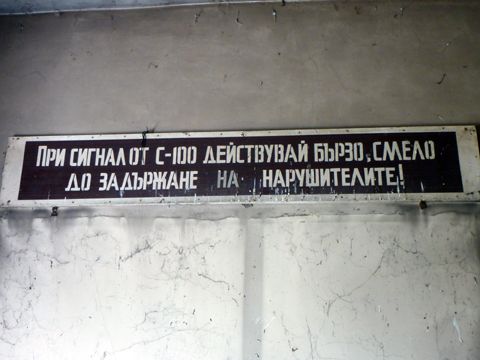 ПРИ СИГНАЛ ОТ С-100 ДЕЙСТВУВАЙ БЪРЗО, СМЕЛО
ДО ЗАДЪРЖАНЕ НА НАРУШИТЕЛИТЕ!